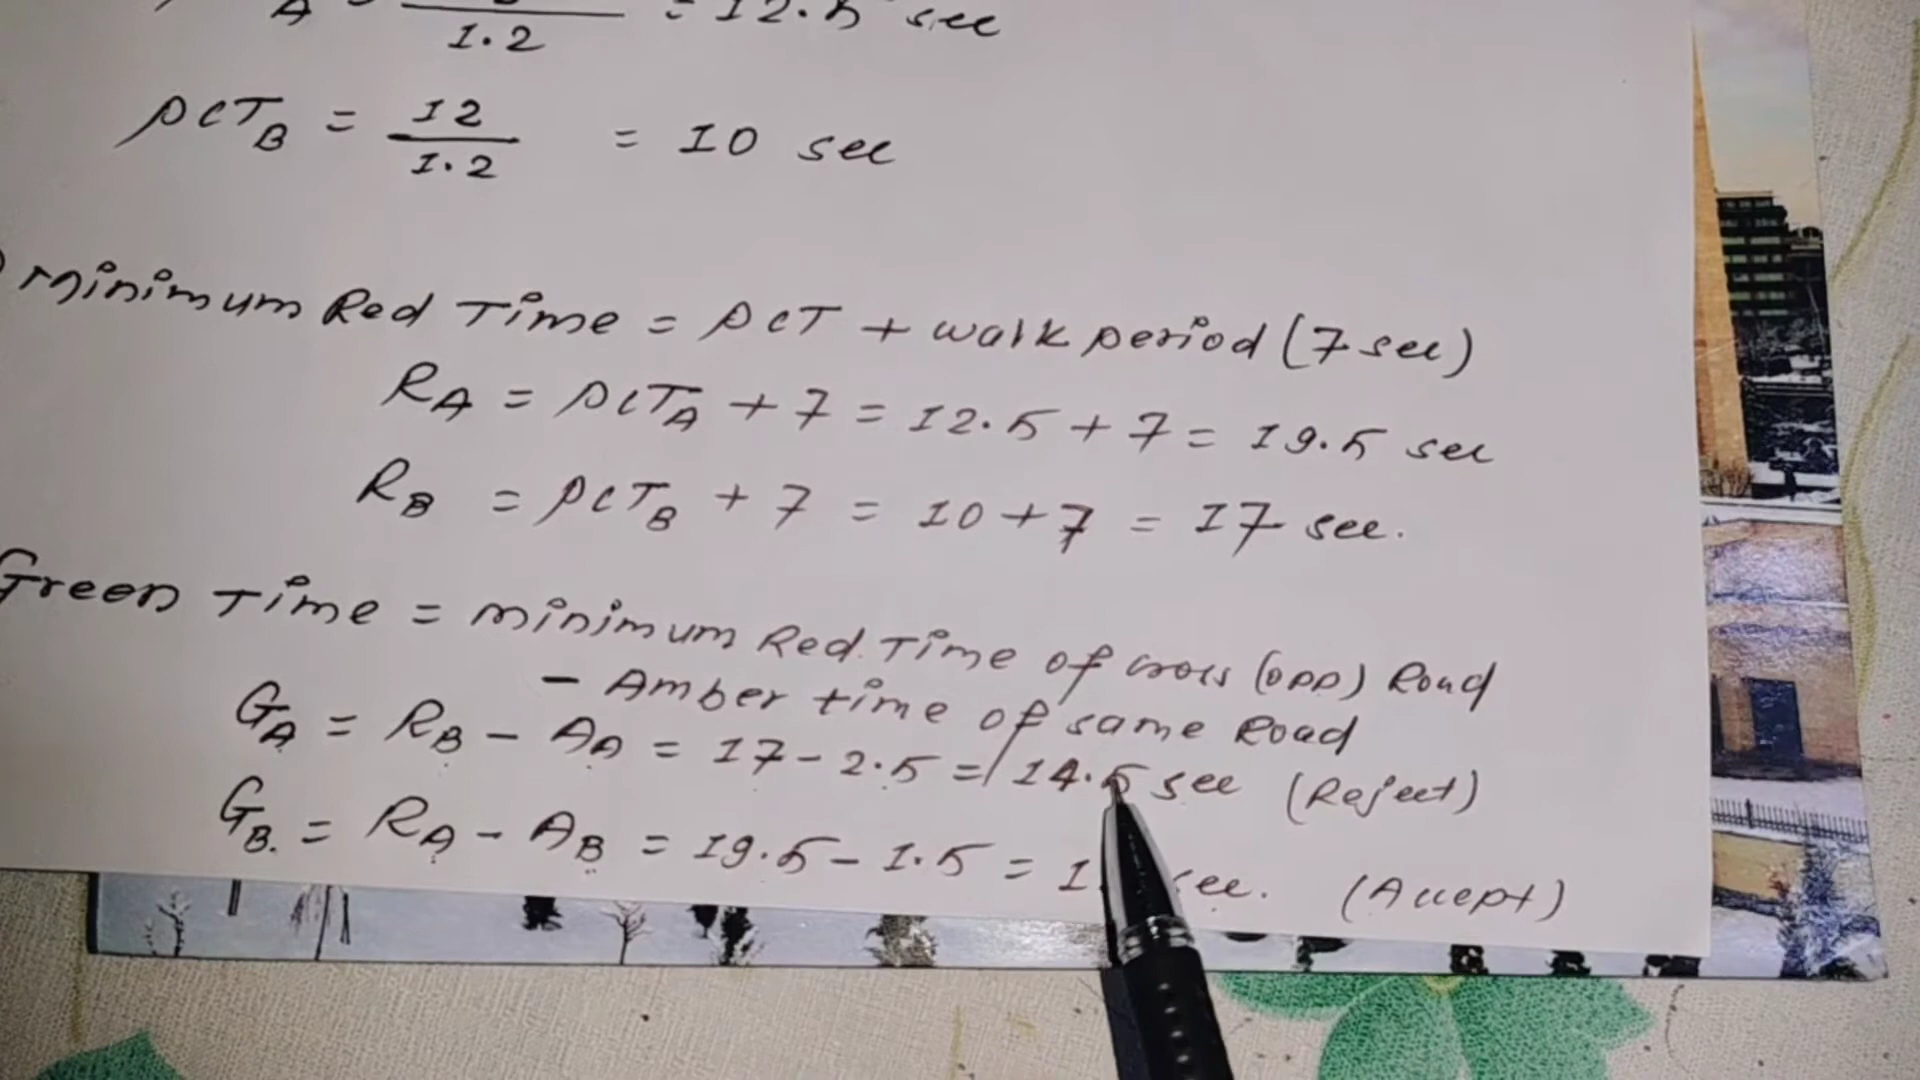 A = / 1.2 = 12.5 sec
PCT_B = 12 / 1.2 = 10 sec
minimum Red Time = PCT + walk period (7 sec)
R_A = PCT_A + 7 = 12.5 + 7 = 19.5 sec
R_B = PCT_B + 7 = 10 + 7 = 17 sec.
Green Time = minimum Red Time of cross (opp) Road
- Amber time of same Road
G_A = R_B - A_A = 17 - 2.5 = 14.5 sec (Reject)
G_B. = R_A - A_B = 19.5 - 1.5 = sec. (Accept)